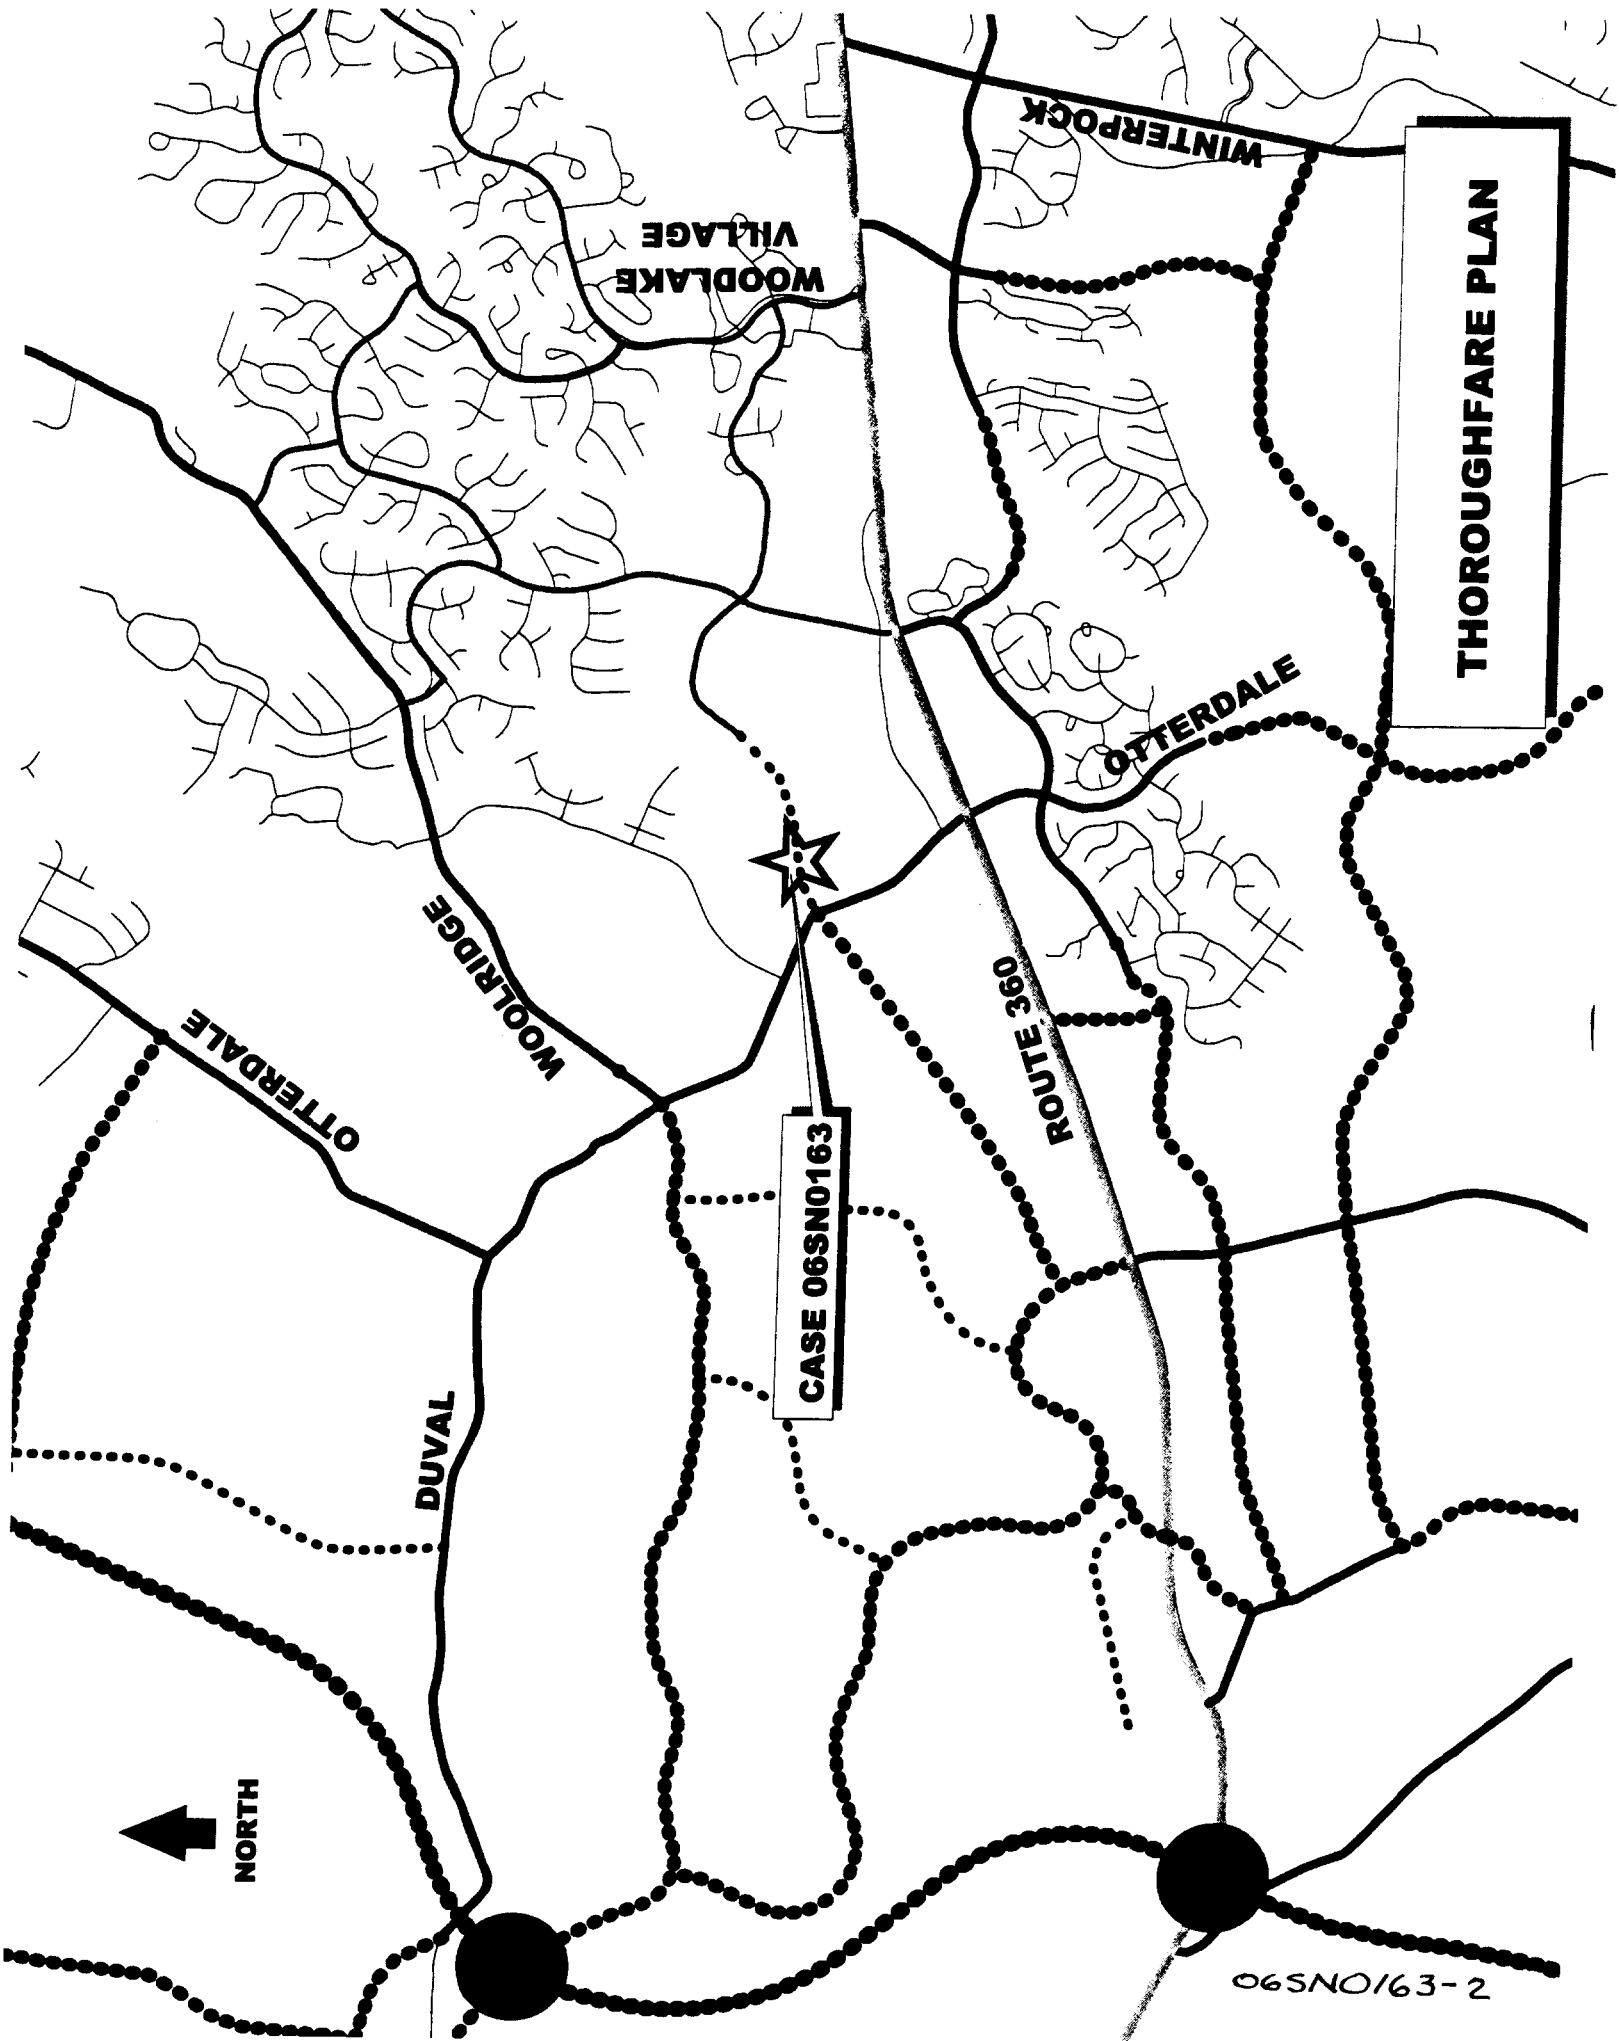 WINTERPOCK
WOODLAKE
VILLAGE
THOROUGHFARE PLAN
OTTERDALE
WOOLRIDGE
ROUTE 360
OTTERDALE
CASE 06SN0163
DUVAL
NORTH
06SN0163-2